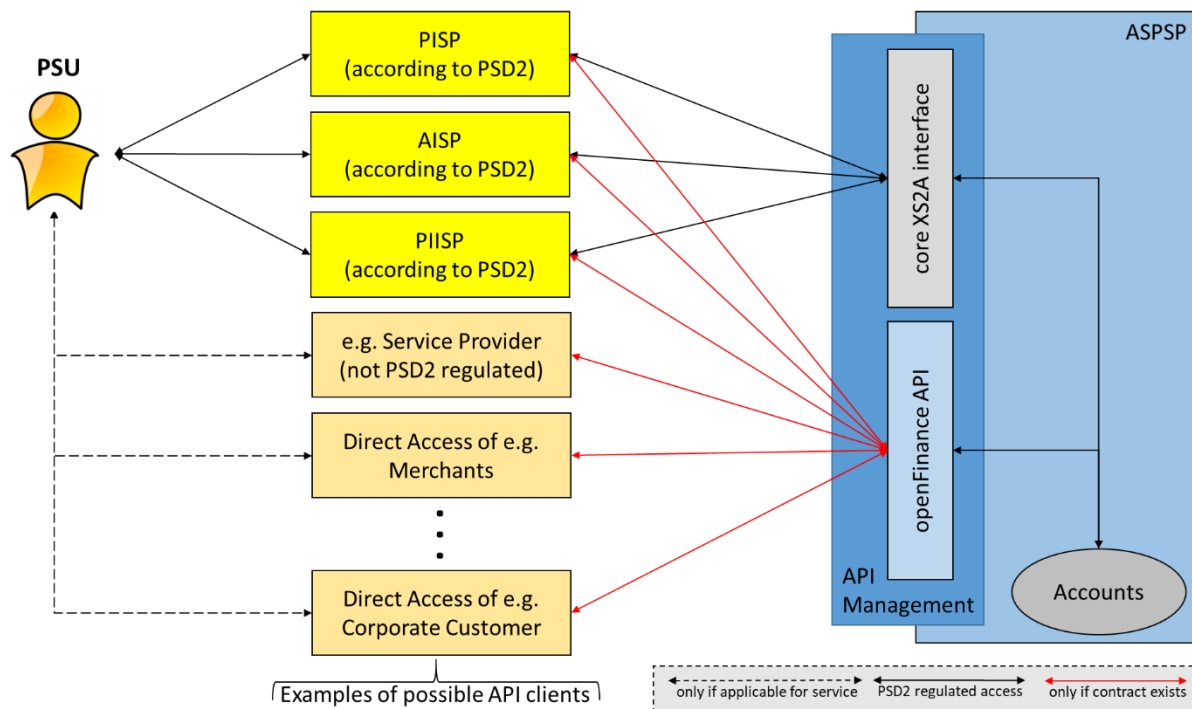 PSU
PISP
(according to PSD2)
AISP
(according to PSD2)
PIISP
(according to PSD2)
e.g. Service Provider
(not PSD2 regulated)
Direct Access of e.g.
Merchants
Direct Access of e.g.
Corporate Customer
Examples of possible API clients
ASPSP
core XS2A interface
openFinance API
API
Management
Accounts
only if applicable for service
PSD2 regulated access
only if contract exists